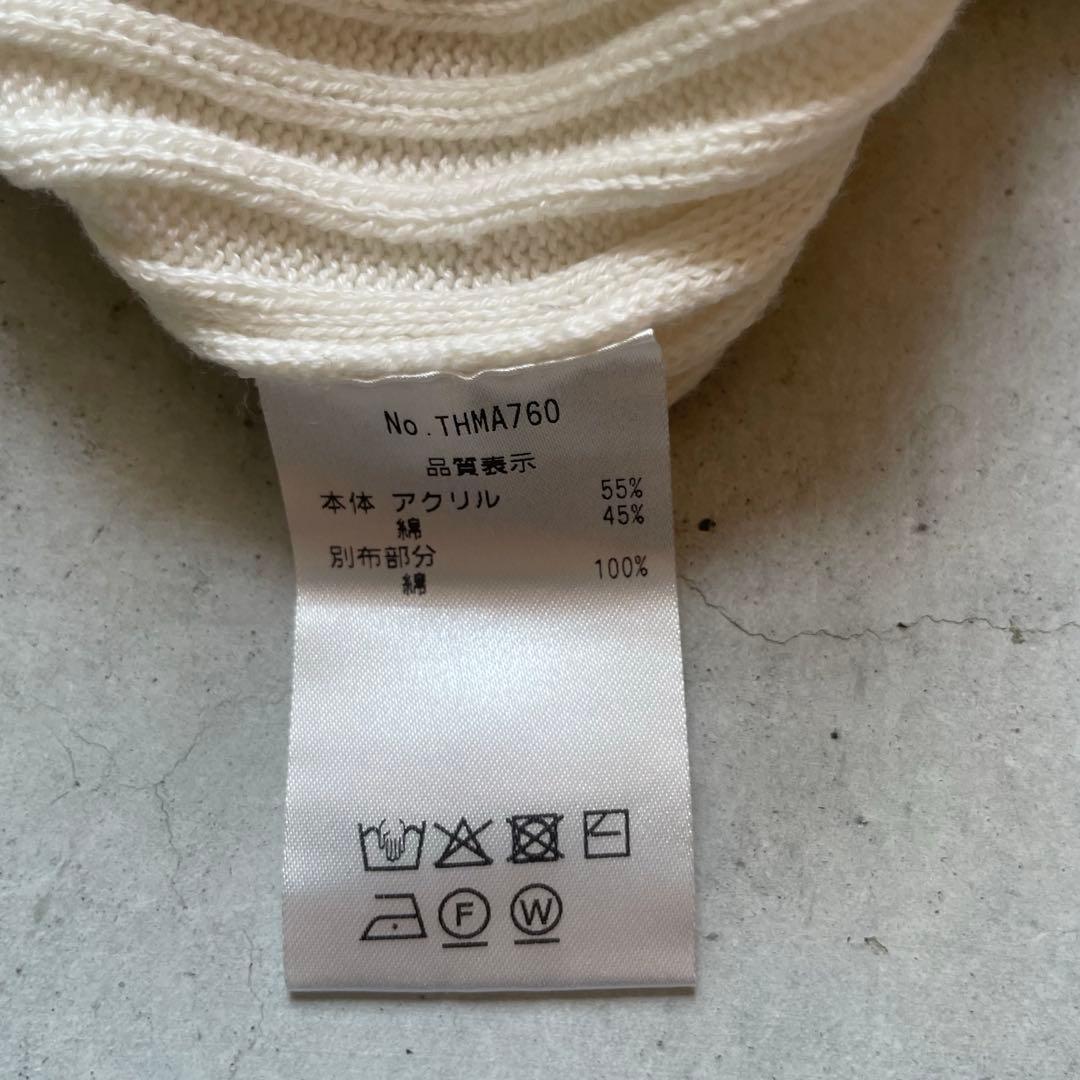 No.THMA760
品質表示
本体 アクリル 55%
綿 45%
別布部分
綿 100%
F W